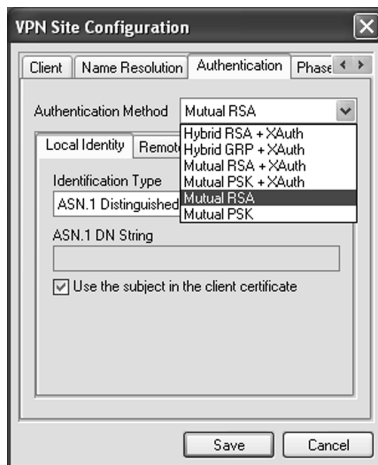 VPN Site Configuration
Client Name Resolution Authentication Phase
Authentication Method Mutual RSA
Hybrid RSA + XAuth
Hybrid GRP + XAuth
Mutual RSA + XAuth
Mutual PSK + XAuth
Mutual RSA
Mutual PSK
Local Identity Remot
Identification Type
ASN.1 Distinguished
ASN.1 DN String
Use the subject in the client certificate
Save Cancel